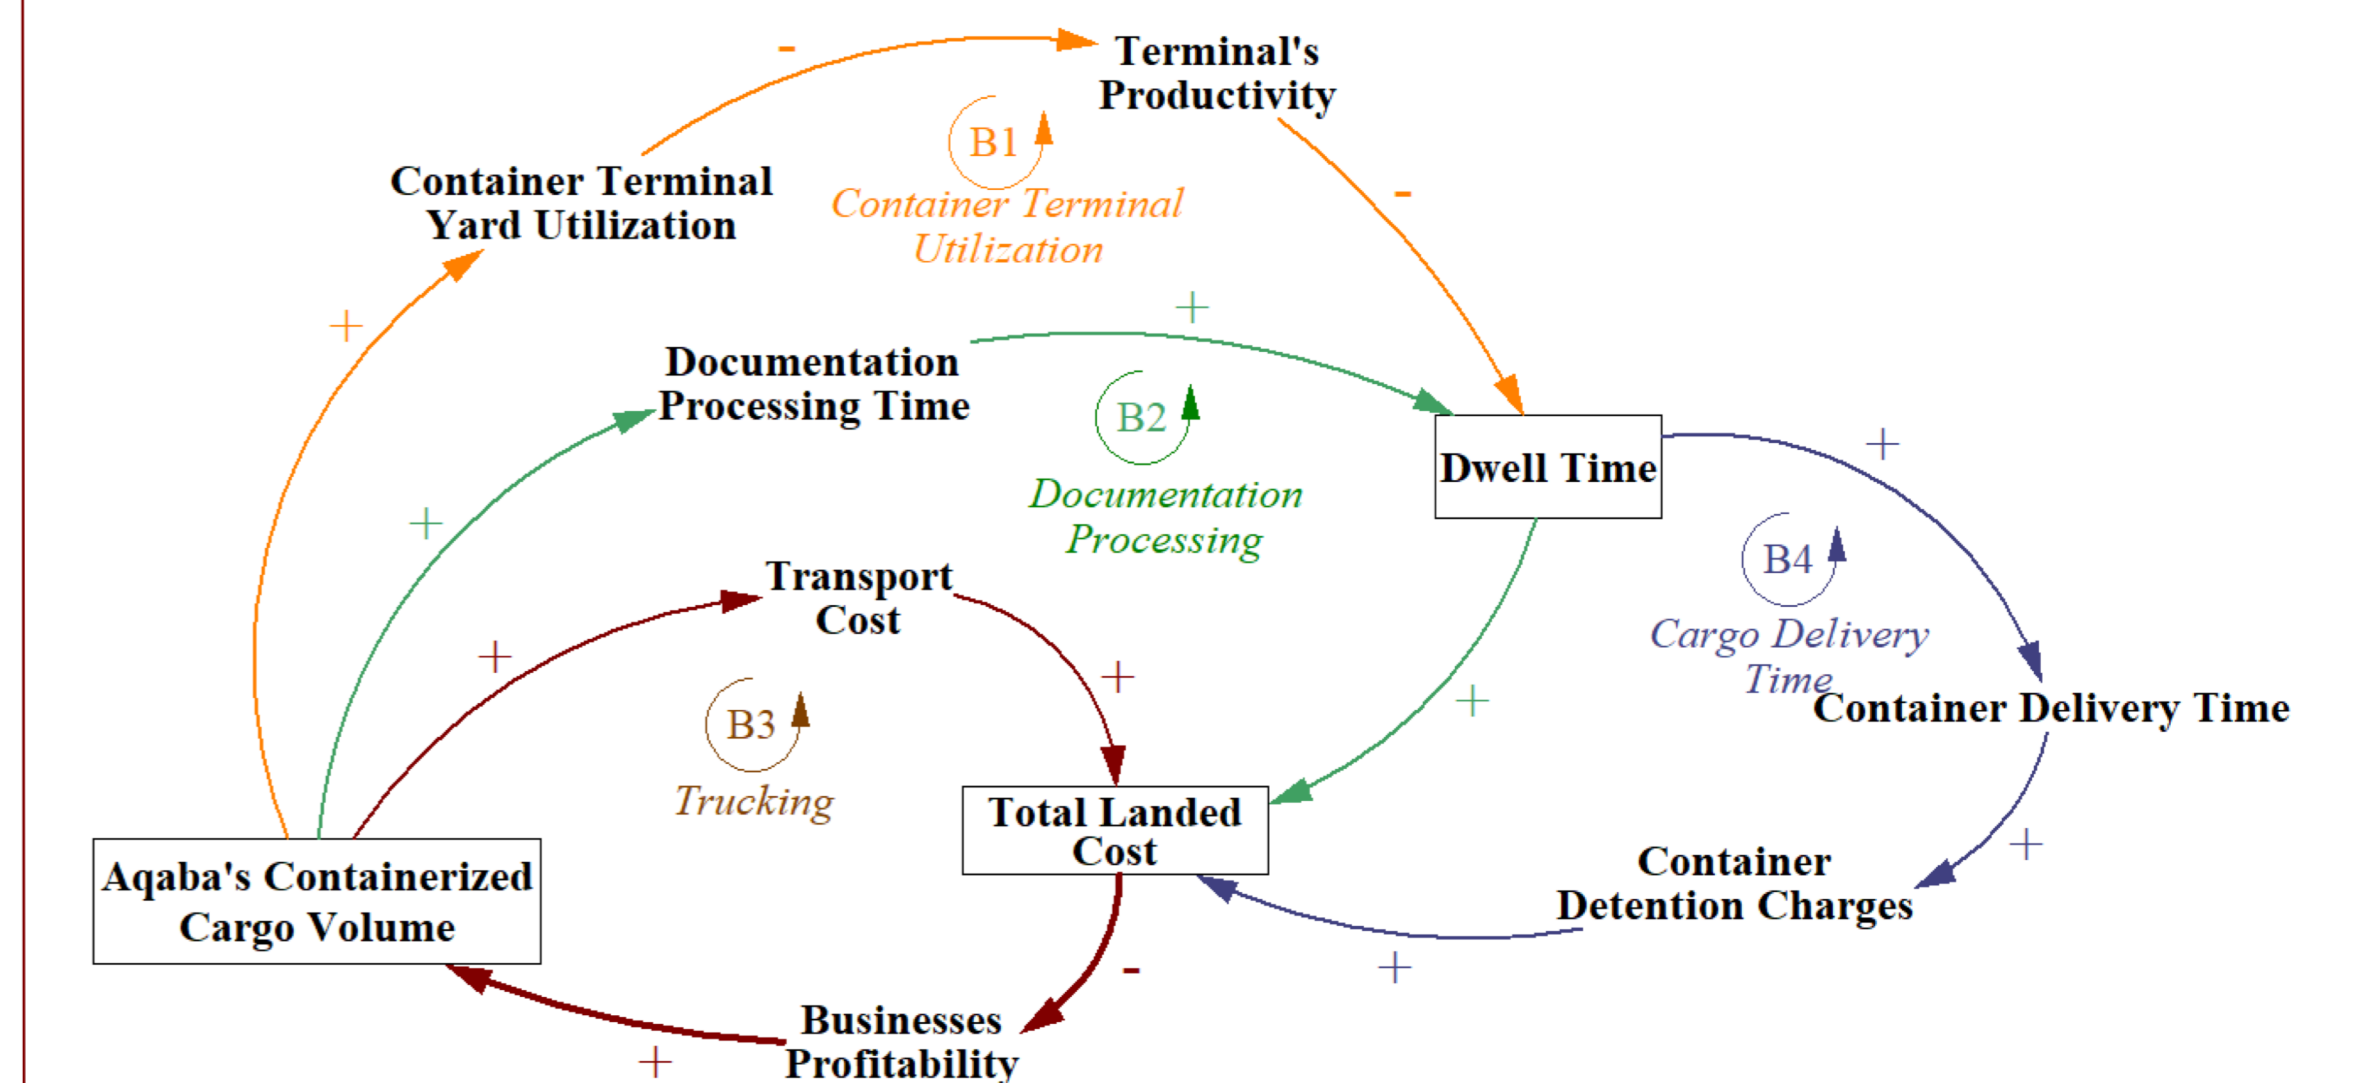 -
Terminal's
Productivity
B1
Container Terminal
Yard Utilization
-
Container Terminal
Utilization
+
+
Documentation
Processing Time
B2
+
Dwell Time
Documentation
Processing
+
B4
Transport
Cost
Cargo Delivery
Time
+
+
B3
+
Container Delivery Time
Trucking
Total Landed
Cost
+
Aqaba's Containerized
Cargo Volume
Container
Detention Charges
-
+
Businesses
Profitability
+